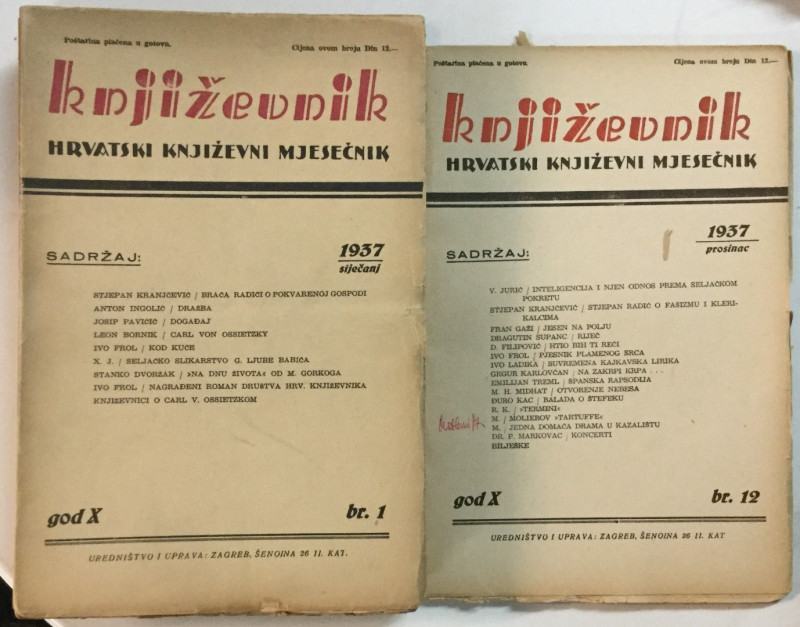 Poštarina plaćena u gotovu.
Cijena ovom broju Din 12.—
književnik
HRVATSKI KNJIŽEVNI MJESEČNIK
SADRŽAJ:
1937
siječanj
STJEPAN KRANJČEVIĆ / BRAĆA RADIĆI O POKVARENOJ GOSPODI
ANTON INGOLIČ / DRAŽBA
JOSIP PAVIČIĆ / DOGAĐAJ
LEON BORNIK / CARL VON OSSIETZKY
IVO FROL / KOD KUĆE
X. J. / SELJAČKO SLIKARSTVO G. LJUBE BABIĆA
STANKO DVORŽAK / »NA DNU ŽIVOTA« OD M. GORKOGA
IVO FROL / NAGRAĐENI ROMAN DRUŠTVA HRV. KNJIŽEVNIKA
KNJIŽEVNICI O CARL V. OSSIETZKOM
god X
br. 1
UREDNIŠTVO I UPRAVA: ZAGREB, ŠENOINA 26 II. KAT.
Poštarina plaćena u gotovu.
Cijena ovom broju Din 12.—
književnik
HRVATSKI KNJIŽEVNI MJESEČNIK
SADRŽAJ:
1937
prosinac
V. JURIĆ / INTELIGENCIJA I NJEN ODNOS PREMA SELJAČKOM
POKRETU
STJEPAN KRANJČEVIĆ / STJEPAN RADIĆ O FAŠIZMU I KLERI-
KALCIMA
FRAN GAŽI / JESEN NA POLJU
DRAGUTIN ŠUPANC / RIJEČ
D. FILIPOVIĆ / HTIO BIH TI REĆI
IVO FROL / PJESNIK PLAMENOG SRCA
IVO LADIKA / SUVREMENA KAJKAVSKA LIRIKA
GRGUR KARLOVČAN / NA ZAKRPI KRPA . . .
EMILIJAN TREML / ŠPANSKA RAPSODIJA
M. H. MIDHAT / OTVORENJE NEBESA
ĐURO KAC / BALADA O ŠTEFEKU
R. K. / »TERMINI«
M. / MOLIEROV »TARTUFFE«
M. / JEDNA DOMAĆA DRAMA U KAZALIŠTU
DR. P. MARKOVAC / KONCERTI
BILJEŠKE
god X
br. 12
UREDNIŠTVO I UPRAVA: ZAGREB, ŠENOINA 26 II. KAT